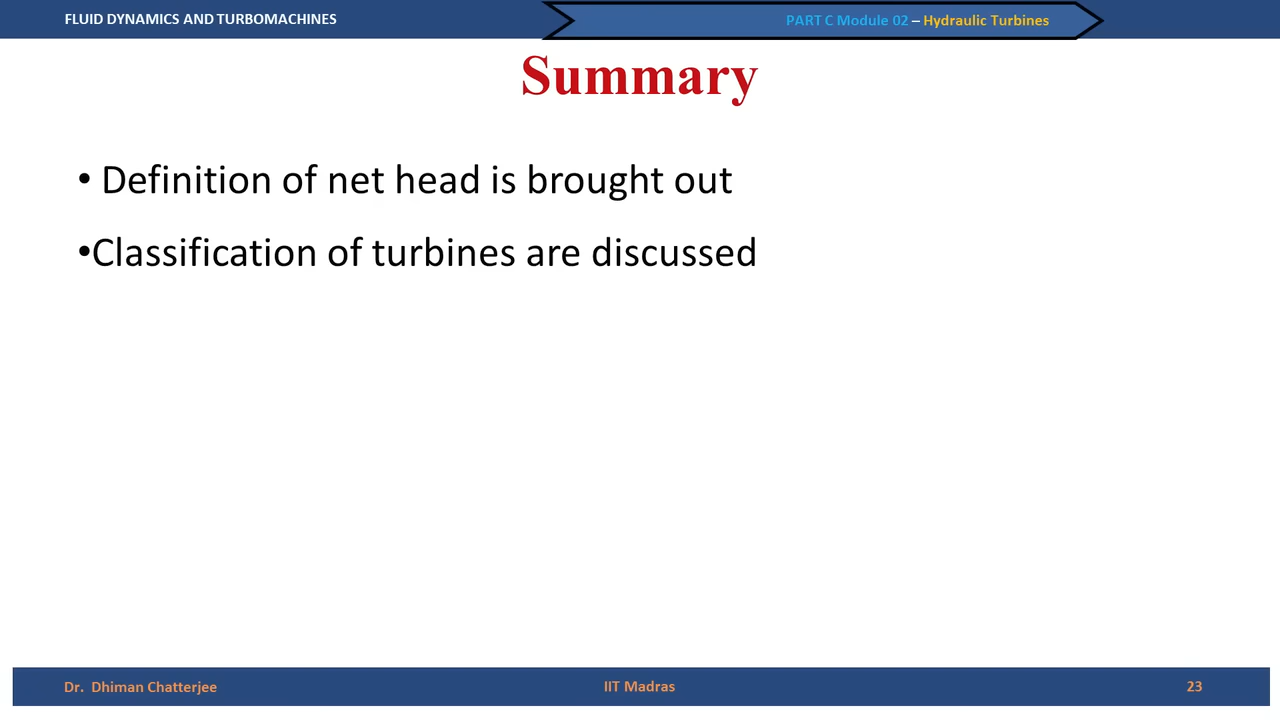 FLUID DYNAMICS AND TURBOMACHINES
PART C Module 02 – Hydraulic Turbines
Summary
• Definition of net head is brought out
•Classification of turbines are discussed
Dr. Dhiman Chatterjee
IIT Madras
23